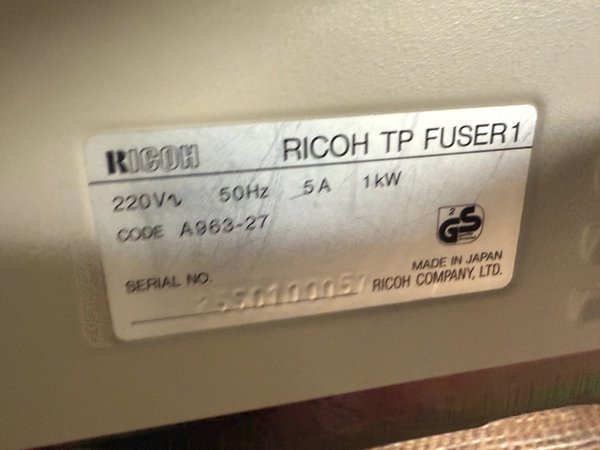 RICOH RICOH TP FUSER1
220V∿ 50Hz 5A 1kW
CODE A963-27
2
GS
MADE IN JAPAN
SERIAL NO. RICOH COMPANY, LTD.